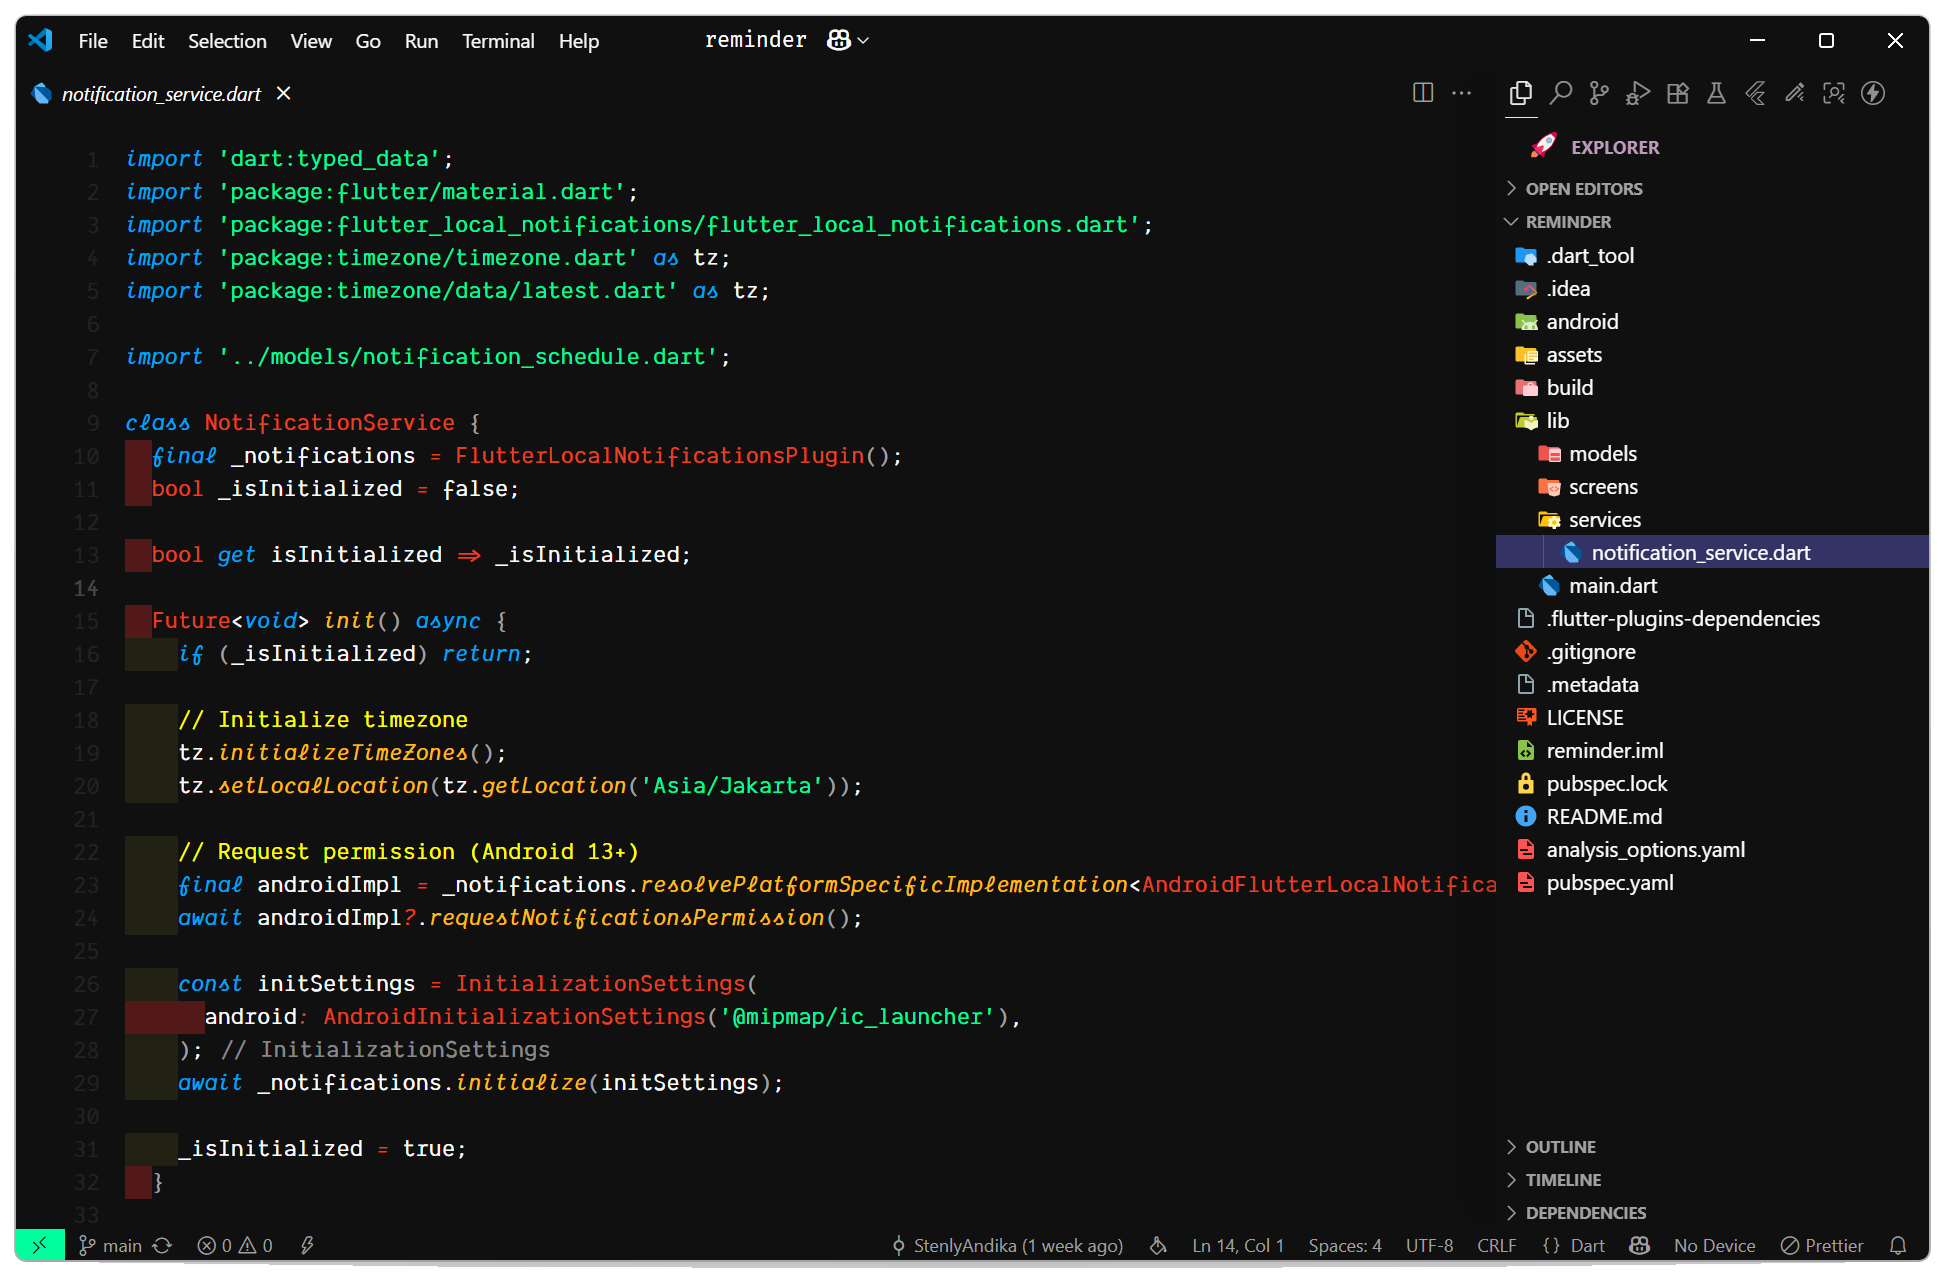 File Edit Selection View Go Run Terminal Help reminder
notification_service.dart
1 import 'dart:typed_data';
2 import 'package:flutter/material.dart';
3 import 'package:flutter_local_notifications/flutter_local_notifications.dart';
4 import 'package:timezone/timezone.dart' as tz;
5 import 'package:timezone/data/latest.dart' as tz;
6
7 import '../models/notification_schedule.dart';
8
9 class NotificationService {
10 final _notifications = FlutterLocalNotificationsPlugin();
11 bool _isInitialized = false;
12
13 bool get isInitialized => _isInitialized;
14
15 Future<void> init() async {
16 if (_isInitialized) return;
17
18 // Initialize timezone
19 tz.initializeTimeZones();
20 tz.setLocalLocation(tz.getLocation('Asia/Jakarta'));
21
22 // Request permission (Android 13+)
23 final androidImpl = _notifications.resolvePlatformSpecificImplementation<AndroidFlutterLocalNotifica
24 await androidImpl?.requestNotificationsPermission();
25
26 const initSettings = InitializationSettings(
27 android: AndroidInitializationSettings('@mipmap/ic_launcher'),
28 ); // InitializationSettings
29 await _notifications.initialize(initSettings);
30
31 _isInitialized = true;
32 }
33
EXPLORER
OPEN EDITORS
REMINDER
.dart_tool
.idea
android
assets
build
lib
models
screens
services
notification_service.dart
main.dart
.flutter-plugins-dependencies
.gitignore
.metadata
LICENSE
reminder.iml
pubspec.lock
README.md
analysis_options.yaml
pubspec.yaml
OUTLINE
TIMELINE
DEPENDENCIES
main 0 0 StenlyAndika (1 week ago) Ln 14, Col 1 Spaces: 4 UTF-8 CRLF {} Dart No Device Prettier